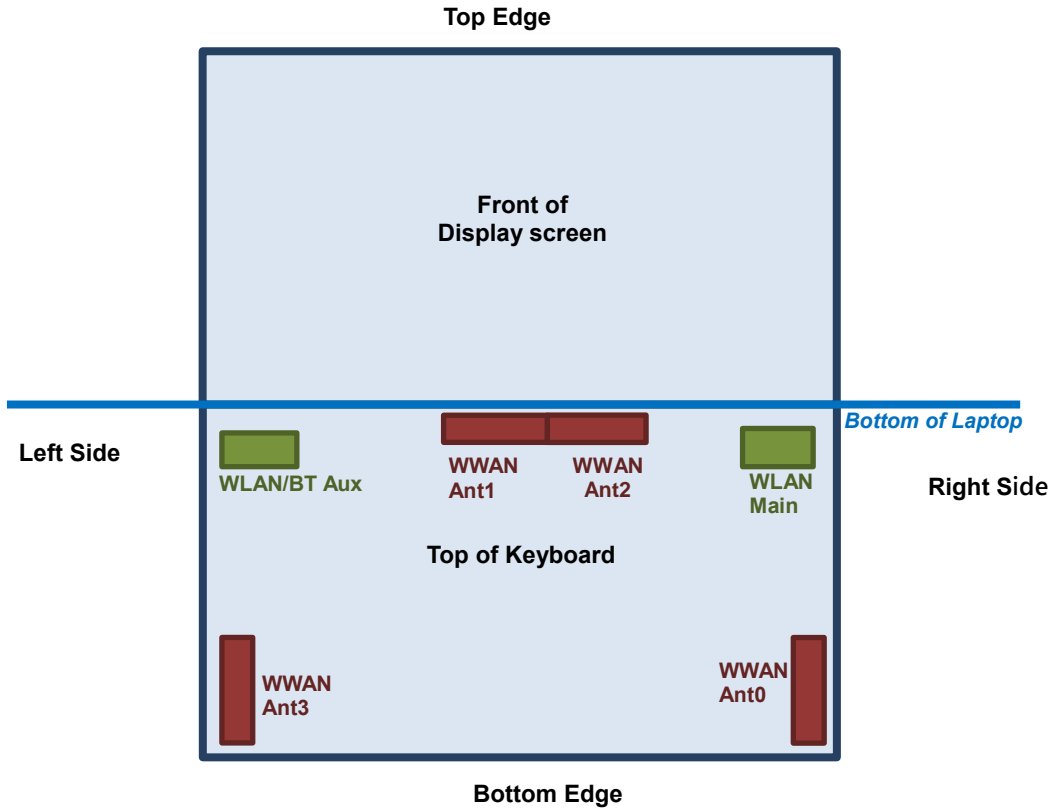 Top Edge
Front of
Display screen
Bottom of Laptop
Left Side
WLAN/BT Aux
WWAN
Ant1
WWAN
Ant2
WLAN
Main
Right Side
Top of Keyboard
WWAN
Ant3
WWAN
Ant0
Bottom Edge